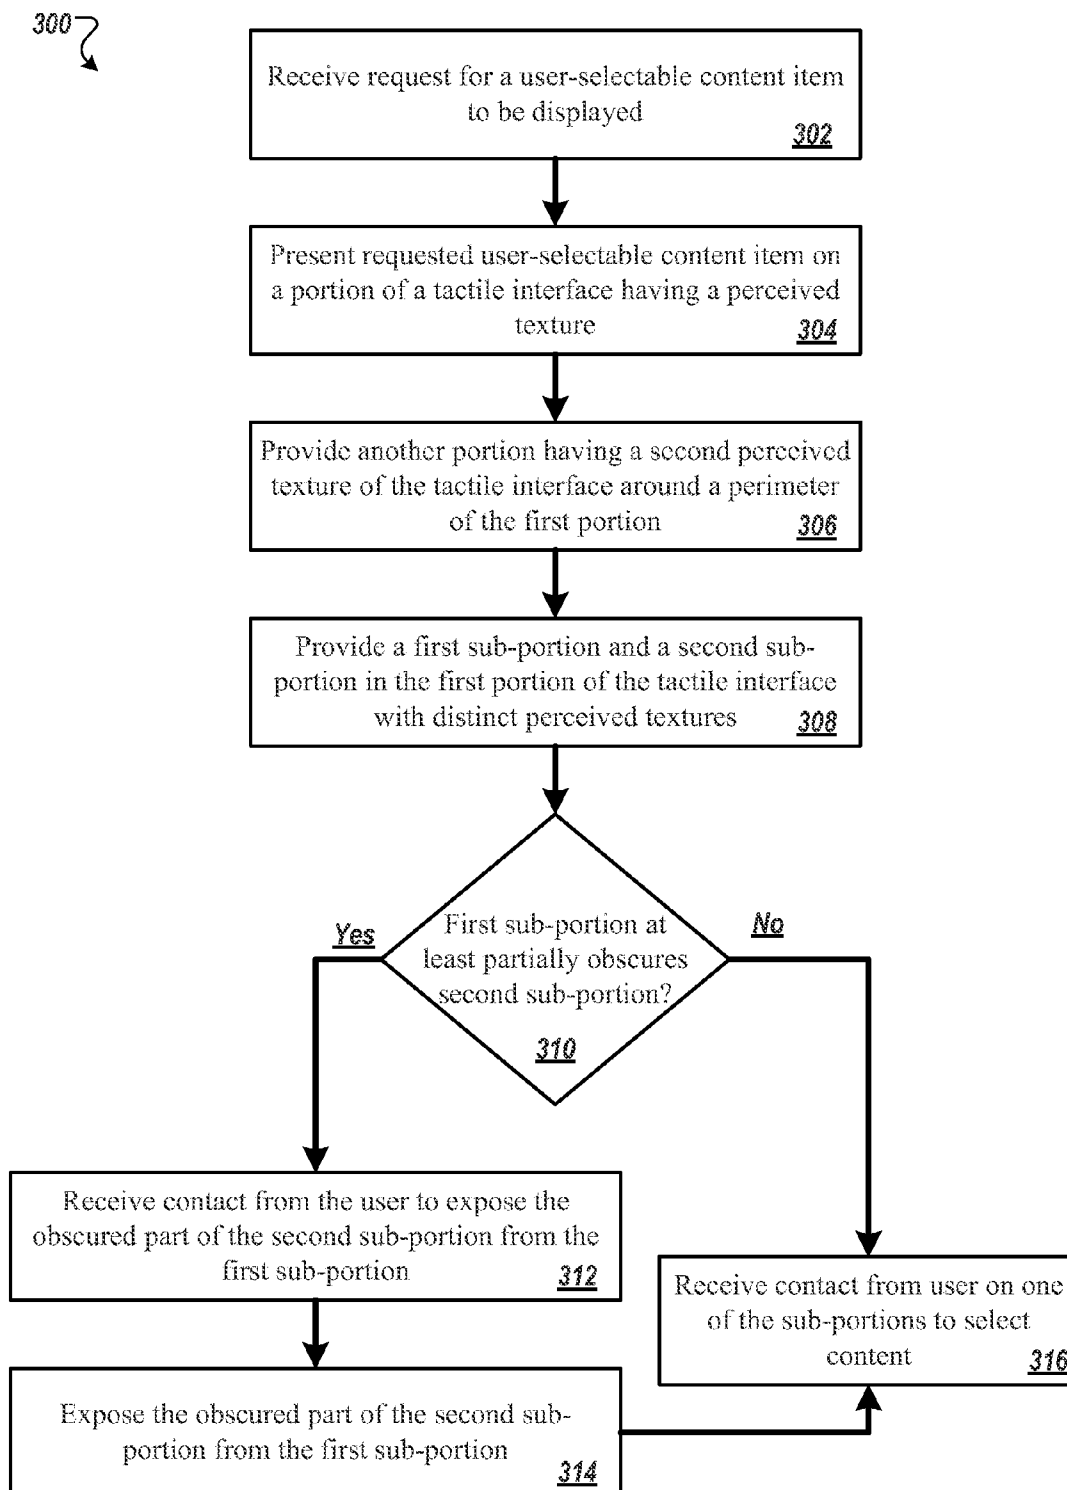 300
Receive request for a user-selectable content item
to be displayed
302
Present requested user-selectable content item on
a portion of a tactile interface having a perceived
texture
304
Provide another portion having a second perceived
texture of the tactile interface around a perimeter
of the first portion
306
Provide a first sub-portion and a second sub-
portion in the first portion of the tactile interface
with distinct perceived textures
308
First sub-portion at
least partially obscures
second sub-portion?
310
Yes
No
Receive contact from the user to expose the
obscured part of the second sub-portion from the
first sub-portion
312
Expose the obscured part of the second sub-
portion from the first sub-portion
314
Receive contact from user on one
of the sub-portions to select
content
316